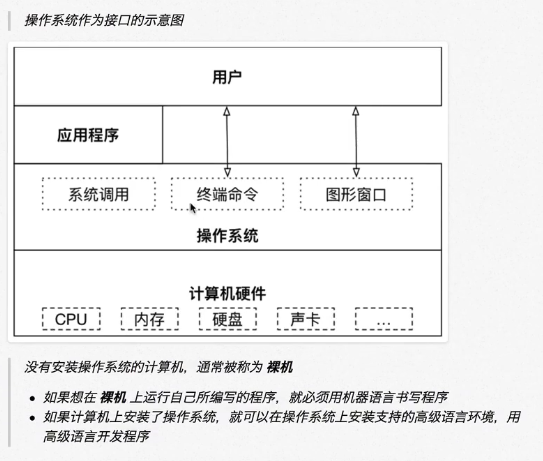 操作系统作为接口的示意图
用户
应用程序
系统调用
终端命令
图形窗口
操作系统
计算机硬件
CPU
内存
硬盘
声卡
...
没有安装操作系统的计算机，通常被称为 裸机
如果想在 裸机 上运行自己所编写的程序，就必须用机器语言书写程序
如果计算机上安装了操作系统，就可以在操作系统上安装支持的高级语言环境，用
高级语言开发程序